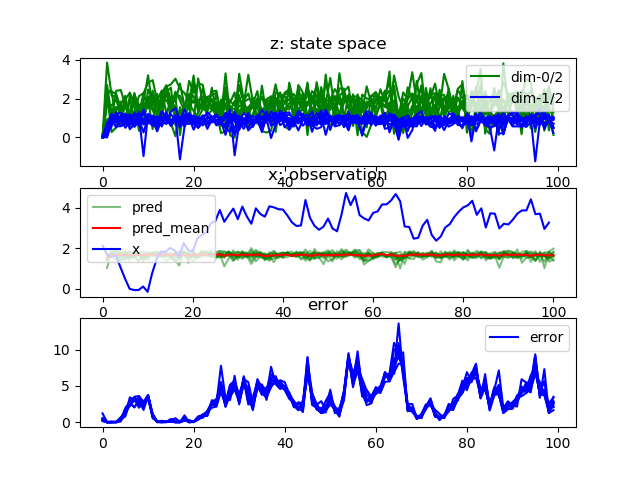 z: state space
4
2
0
dim-0/2
dim-1/2
0 20 40 60 80 100
x: observation
4
2
0
pred
pred_mean
x
0 20 40 60 80 100
error
10
5
0
error
0 20 40 60 80 100